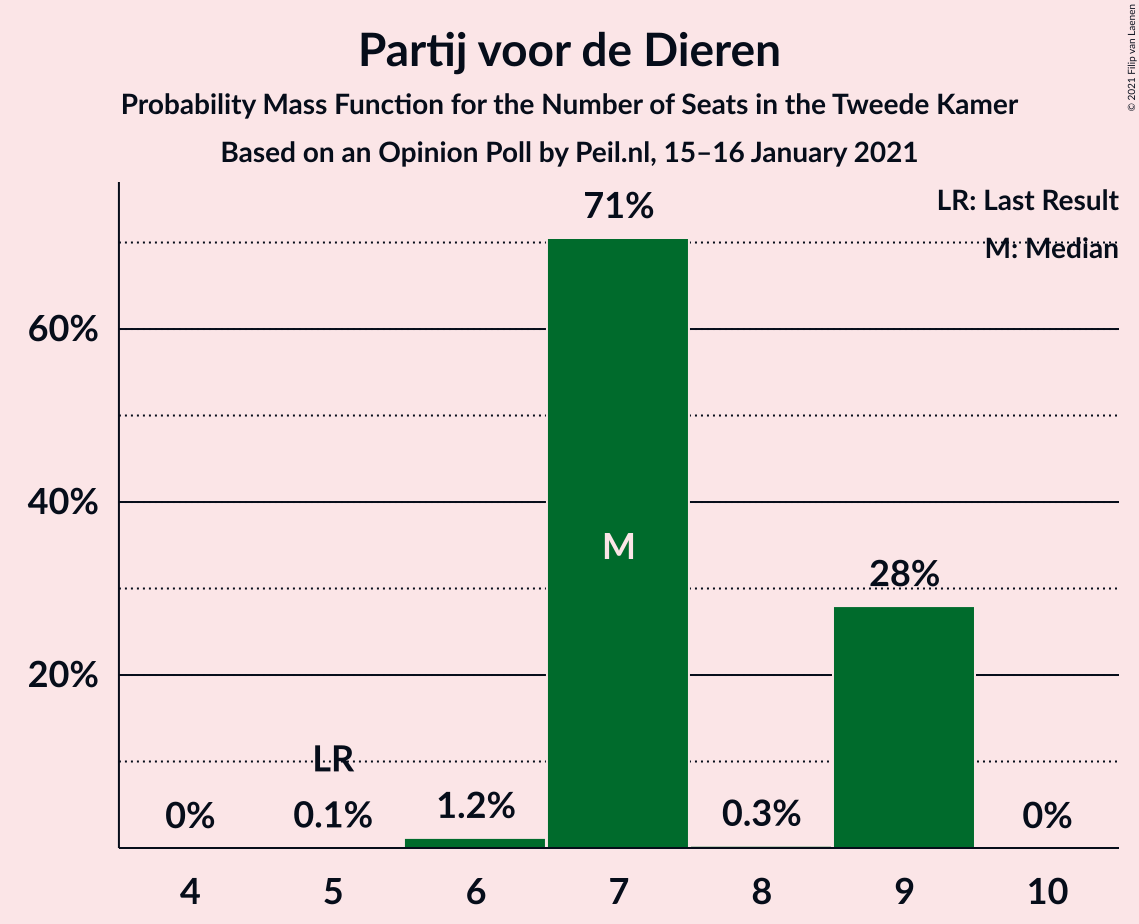 Partij voor de Dieren
Probability Mass Function for the Number of Seats in the Tweede Kamer
Based on an Opinion Poll by Peil.nl, 15–16 January 2021
© 2021 Filip van Laenen
LR: Last Result
M: Median
71%
60%
40%
20%
M
28%
LR
0%
0.1%
1.2%
0.3%
0%
4 5 6 7 8 9 10